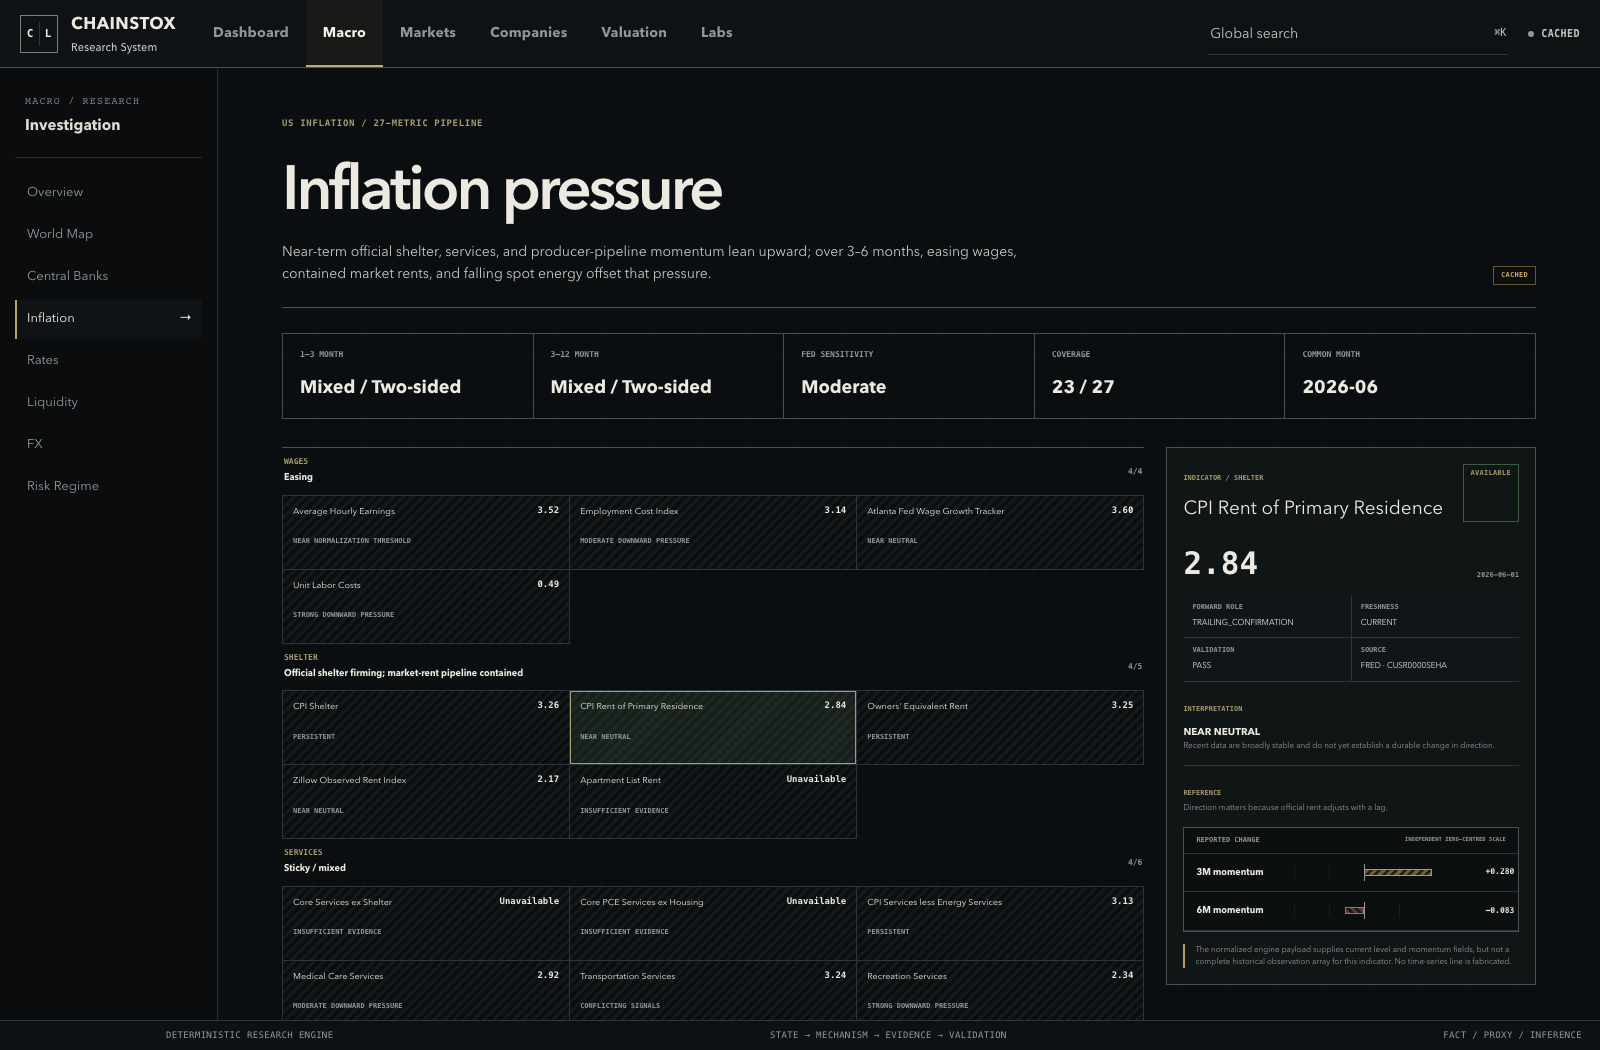 C L
CHAINSTOX
Research System
Dashboard
Macro
Markets
Companies
Valuation
Labs
Global search
⌘K
CACHED
MACRO / RESEARCH
Investigation
Overview
World Map
Central Banks
Inflation →
Rates
Liquidity
FX
Risk Regime
US INFLATION / 27–METRIC PIPELINE
Inflation pressure
Near-term official shelter, services, and producer-pipeline momentum lean upward; over 3–6 months, easing wages,
contained market rents, and falling spot energy offset that pressure.
CACHED
1–3 MONTH
Mixed / Two-sided
3–12 MONTH
Mixed / Two-sided
FED SENSITIVITY
Moderate
COVERAGE
23 / 27
COMMON MONTH
2026-06
WAGES
Easing
4/4
Average Hourly Earnings 3.52
NEAR NORMALIZATION THRESHOLD
Employment Cost Index 3.14
MODERATE DOWNWARD PRESSURE
Atlanta Fed Wage Growth Tracker 3.60
NEAR NEUTRAL
Unit Labor Costs 0.49
STRONG DOWNWARD PRESSURE
SHELTER
Official shelter firming; market-rent pipeline contained
4/5
CPI Shelter 3.26
PERSISTENT
CPI Rent of Primary Residence 2.84
NEAR NEUTRAL
Owners' Equivalent Rent 3.25
PERSISTENT
Zillow Observed Rent Index 2.17
NEAR NEUTRAL
Apartment List Rent Unavailable
INSUFFICIENT EVIDENCE
SERVICES
Sticky / mixed
4/6
Core Services ex Shelter Unavailable
INSUFFICIENT EVIDENCE
Core PCE Services ex Housing Unavailable
INSUFFICIENT EVIDENCE
CPI Services less Energy Services 3.13
PERSISTENT
Medical Care Services 2.92
MODERATE DOWNWARD PRESSURE
Transportation Services 3.24
CONFLICTING SIGNALS
Recreation Services 2.34
STRONG DOWNWARD PRESSURE
INDICATOR / SHELTER
AVAILABLE
CPI Rent of Primary Residence
2.84
2026–06–01
FORWARD ROLE
TRAILING_CONFIRMATION
FRESHNESS
CURRENT
VALIDATION
PASS
SOURCE
FRED · CUSR0000SEHA
INTERPRETATION
NEAR NEUTRAL
Recent data are broadly stable and do not yet establish a durable change in direction.
REFERENCE
Direction matters because official rent adjusts with a lag.
REPORTED CHANGE
INDEPENDENT ZERO–CENTRED SCALE
3M momentum +0.280
6M momentum −0.083
The normalized engine payload supplies current level and momentum fields, but not a
complete historical observation array for this indicator. No time-series line is fabricated.
DETERMINISTIC RESEARCH ENGINE
STATE → MECHANISM → EVIDENCE → VALIDATION
FACT / PROXY / INFERENCE